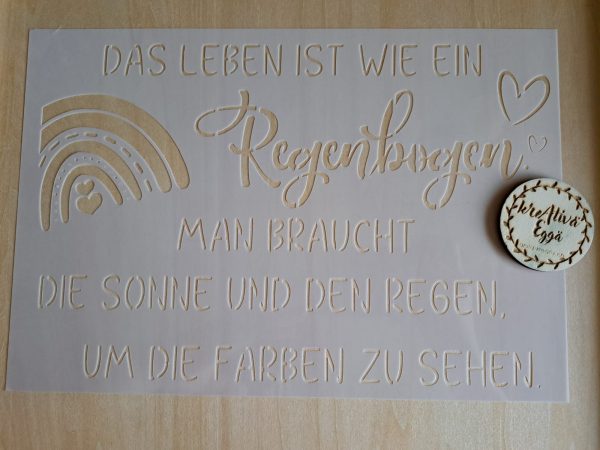 DAS LEBEN IST WIE EIN
Regenbogen.
MAN BRAUCHT
DIE SONNE UND DEN REGEN,
UM DIE FARBEN ZU SEHEN.
kreAtivä
Eggä